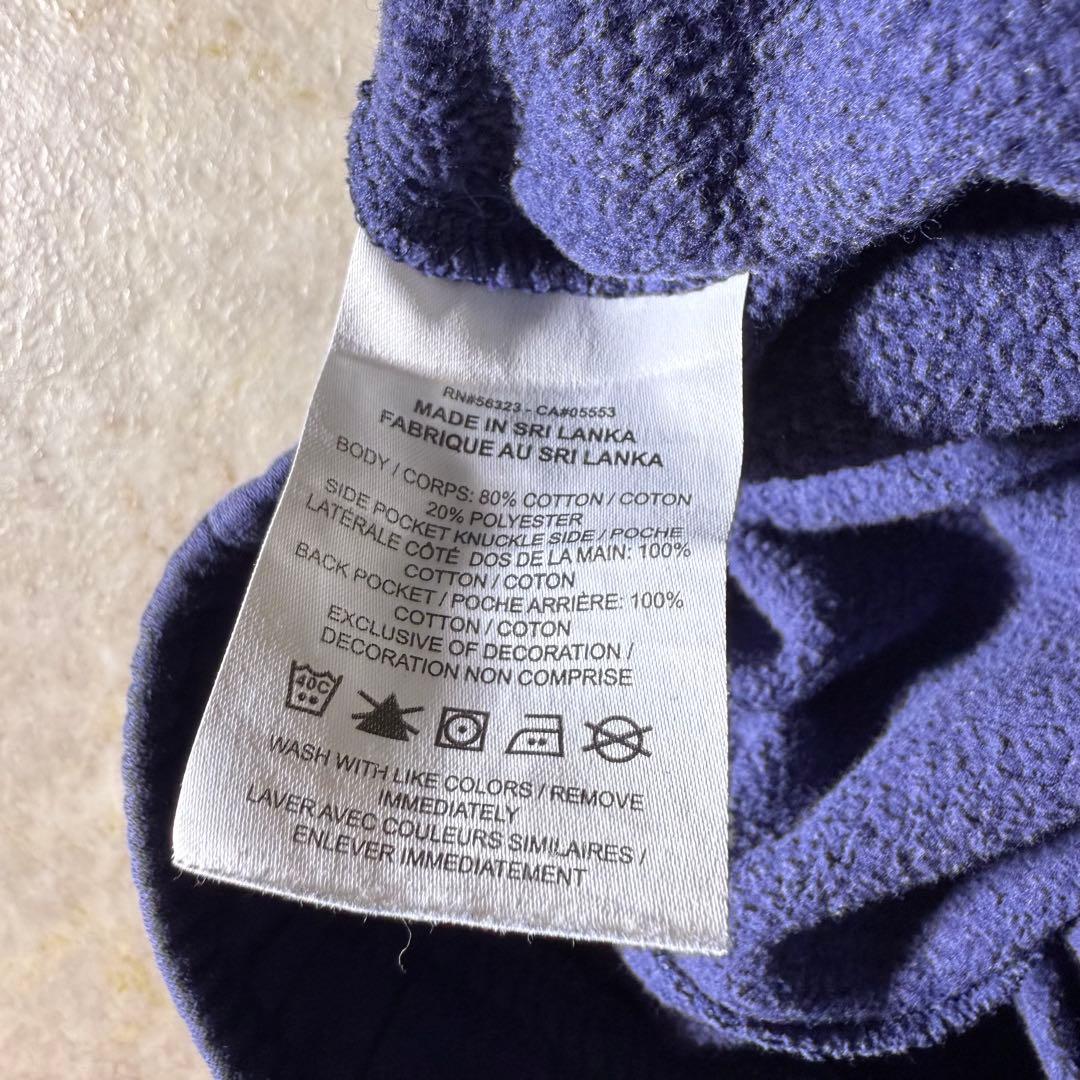 RN#56323 - CA#05553
MADE IN SRI LANKA
FABRIQUE AU SRI LANKA
BODY / CORPS: 80% COTTON / COTON
20% POLYESTER
SIDE POCKET KNUCKLE SIDE / POCHE
LATÉRALE CÔTÉ DOS DE LA MAIN: 100%
COTTON / COTON
BACK POCKET / POCHE ARRIÈRE: 100%
COTTON / COTON
EXCLUSIVE OF DECORATION /
DECORATION NON COMPRISE
40C
WASH WITH LIKE COLORS / REMOVE
IMMEDIATELY
LAVER AVEC COULEURS SIMILAIRES /
ENLEVER IMMEDIATEMENT